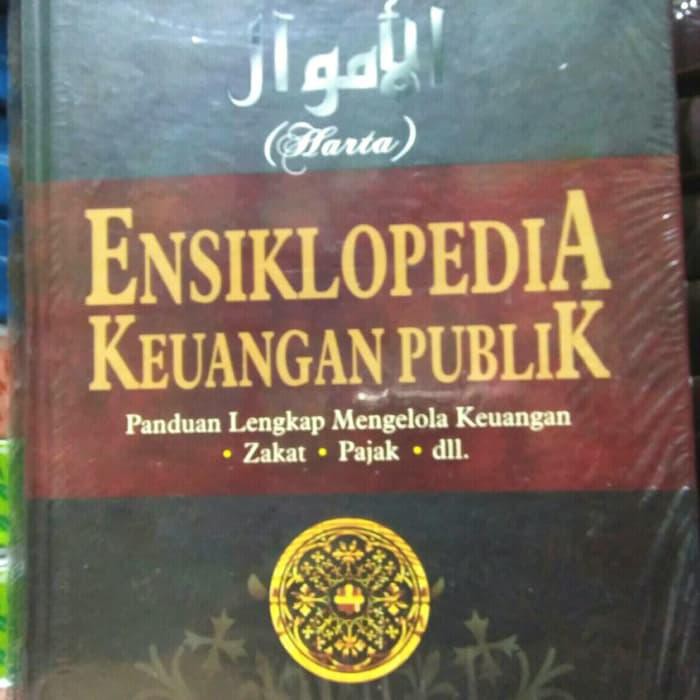 الأموال
(Harta)
ENSIKLOPEDIA
KEUANGAN PUBLIK
Panduan Lengkap Mengelola Keuangan
• Zakat • Pajak • dll.